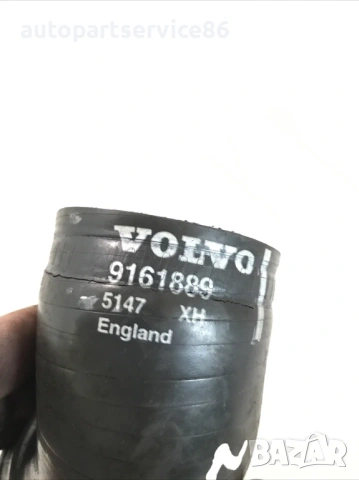 autopartservice86
VOLVO
9161889
5147 XH
England
BAZAR